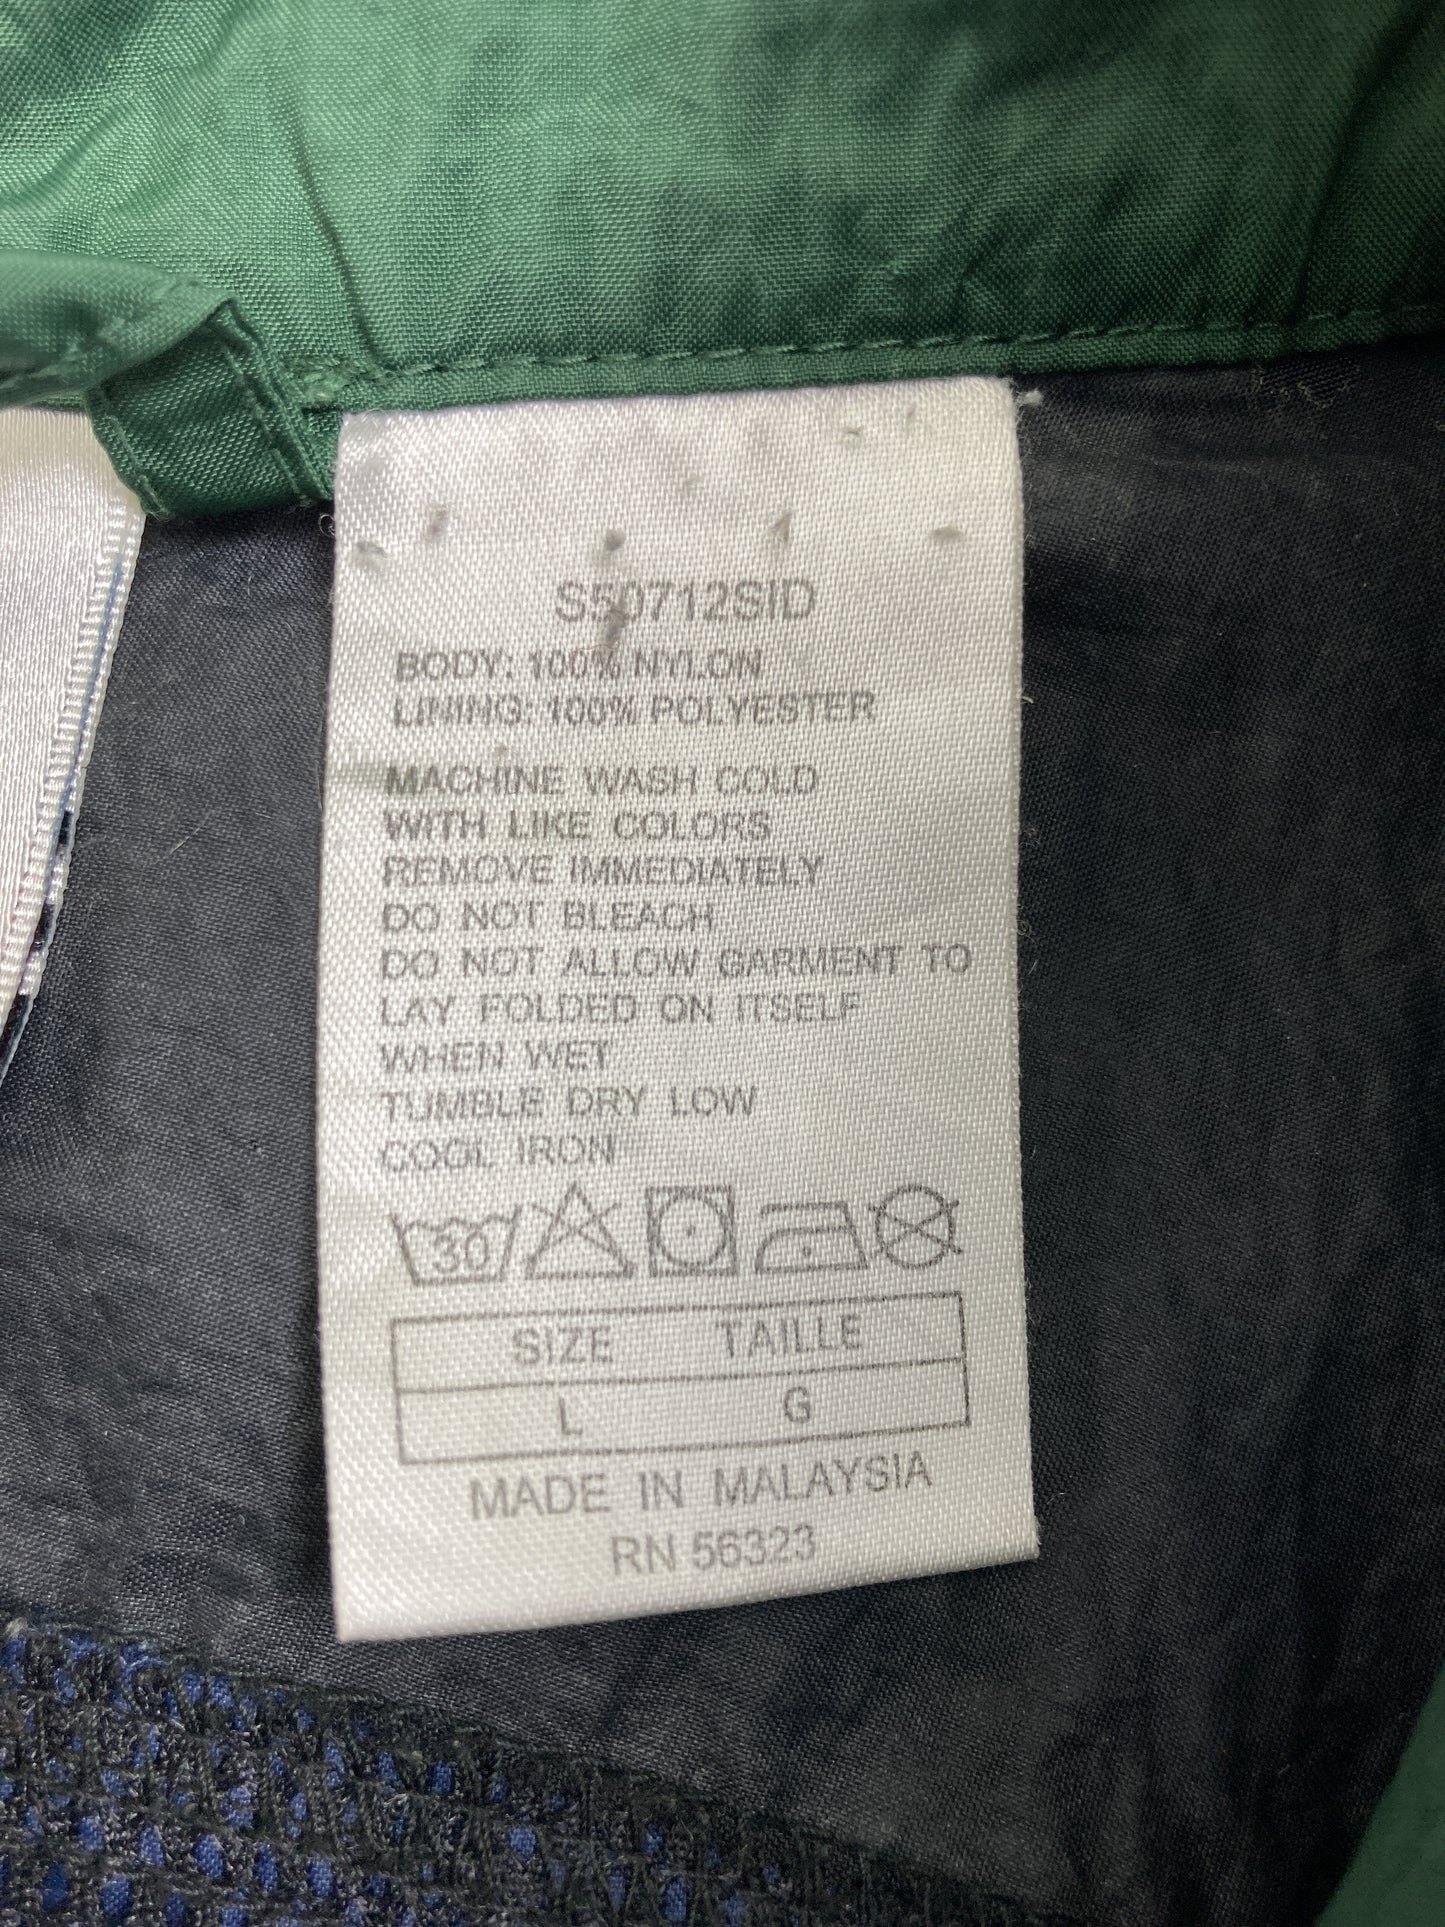 S50712SID
BODY: 100% NYLON
LINING: 100% POLYESTER
MACHINE WASH COLD
WITH LIKE COLORS
REMOVE IMMEDIATELY
DO NOT BLEACH
DO NOT ALLOW GARMENT TO
LAY FOLDED ON ITSELF
WHEN WET
TUMBLE DRY LOW
COOL IRON
30
SIZE TAILLE
L G
MADE IN MALAYSIA
RN 56323